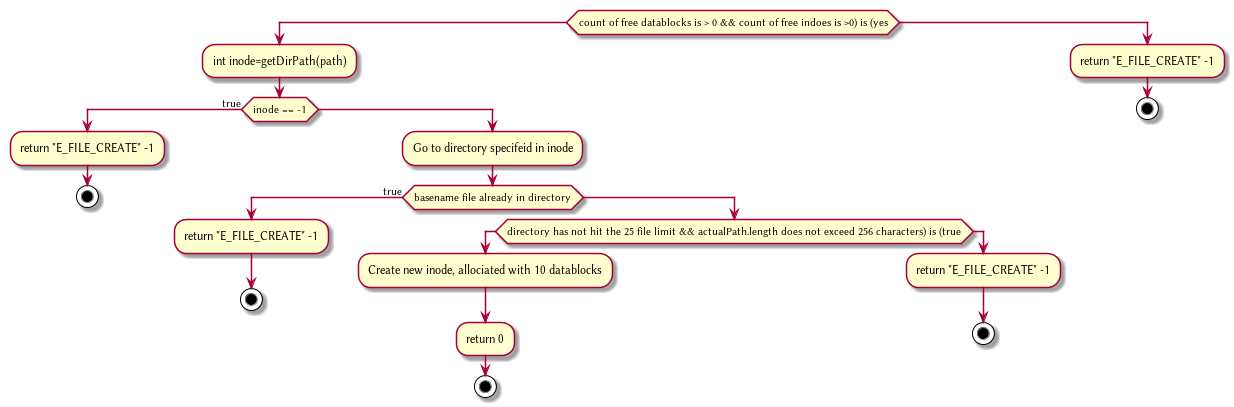 count of free datablocks is > 0 && count of free indoes is >0) is (yes
int inode=getDirPath(path)
return "E_FILE_CREATE" -1
true
inode == -1
return "E_FILE_CREATE" -1
Go to directory specifeid in inode
true
basename file already in directory
return "E_FILE_CREATE" -1
directory has not hit the 25 file limit && actualPath.length does not exceed 256 characters) is (true
Create new inode, allociated with 10 datablocks
return "E_FILE_CREATE" -1
return 0